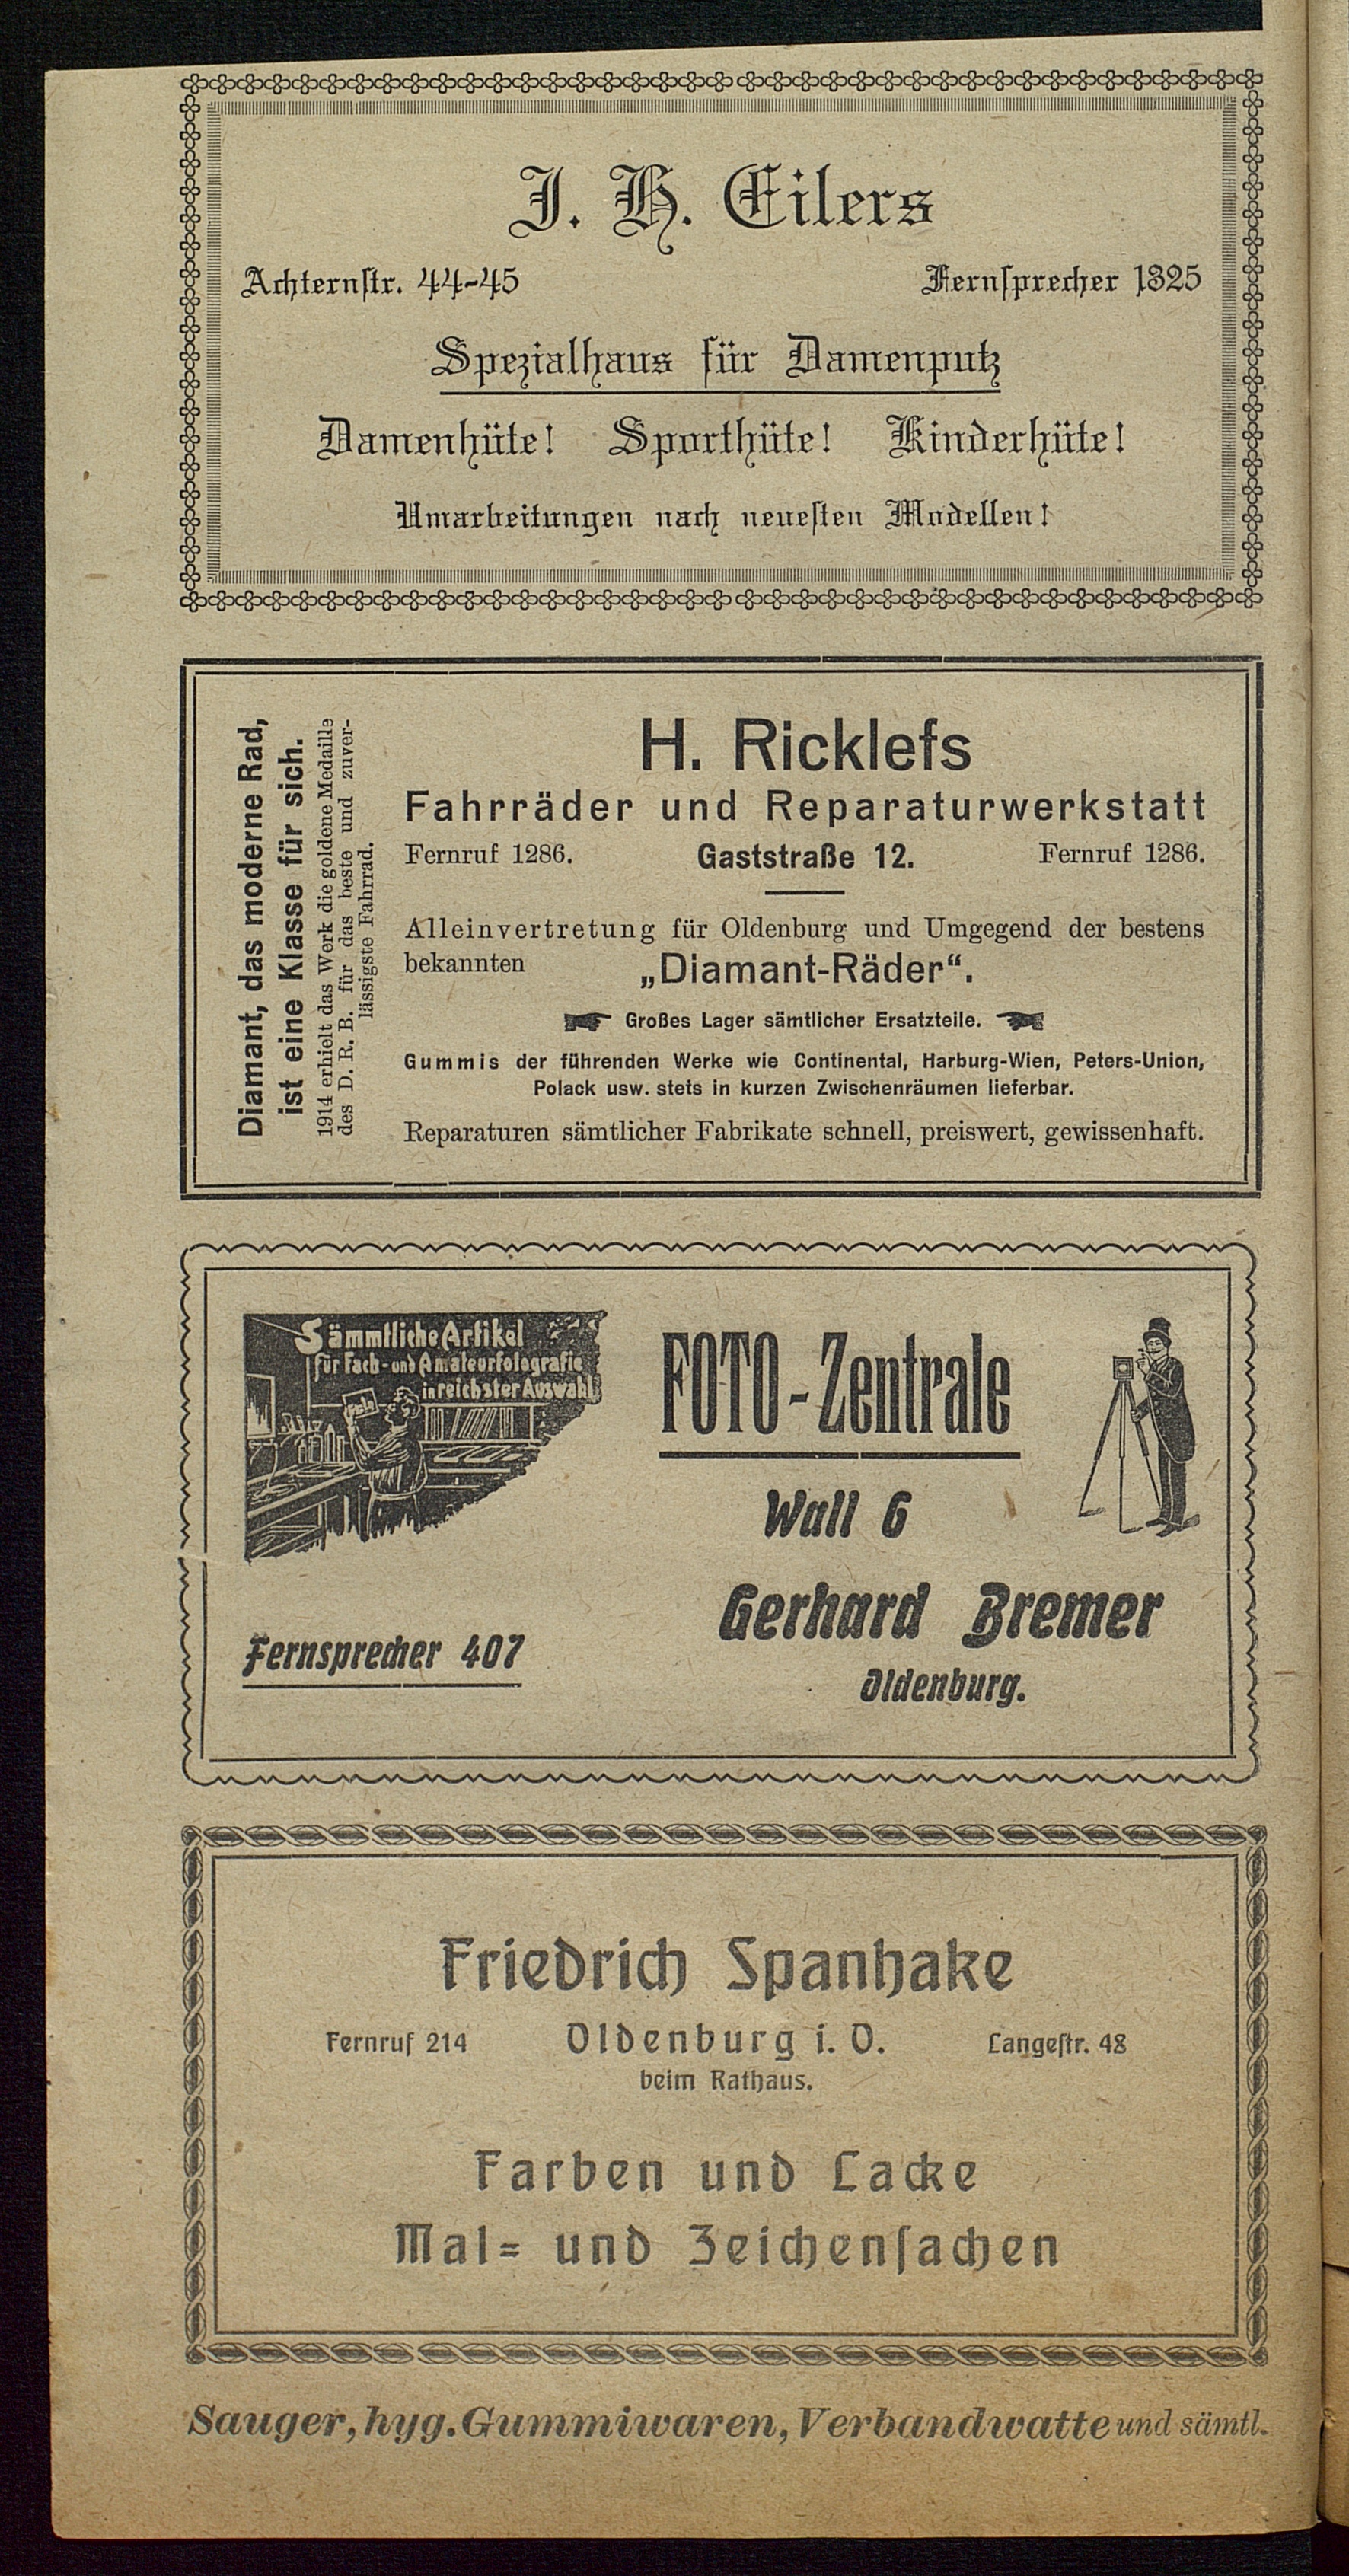 J. H. Eilers
Achternstr. 44-45 Fernsprecher 1325
Spezialhaus für Damenputz
Damenhüte! Sporthüte! Kinderhüte!
Umarbeitungen nach neuesten Modellen!
Diamant, das moderne Rad,
ist eine Klasse für sich.
1914 erhielt das Werk die goldene Medaille
des D. R. B. für das beste und zuver-
lässigste Fahrrad.
H. Ricklefs
Fahrräder und Reparaturwerkstatt
Fernruf 1286. Gaststraße 12. Fernruf 1286.
Alleinvertretung für Oldenburg und Umgegend der bestens
bekannten „Diamant-Räder“.
Großes Lager sämtlicher Ersatzteile.
Gummis der führenden Werke wie Continental, Harburg-Wien, Peters-Union,
Polack usw. stets in kurzen Zwischenräumen lieferbar.
Reparaturen sämtlicher Fabrikate schnell, preiswert, gewissenhaft.
Sämmtliche Artikel
für Fach- und Amateurfotografie
in reichster Auswahl
FOTO-Zentrale
Wall 6
Gerhard Bremer
Fernsprecher 407
Oldenburg.
Friedrich Spanhake
Fernruf 214 Oldenburg i. O. Langestr. 48
beim Rathaus.
Farben und Lacke
Mal- und Zeichensachen
Sauger, hyg. Gummiwaren, Verbandwatte und sämtl.